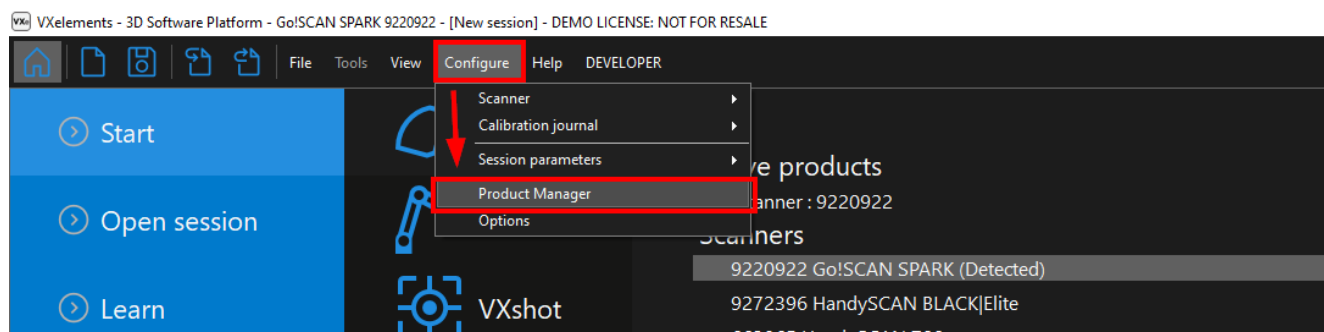 VXe VXelements - 3D Software Platform - Go!SCAN SPARK 9220922 - [New session] - DEMO LICENSE: NOT FOR RESALE
File Tools View Configure Help DEVELOPER
Start
Open session
Learn
Scanner
Calibration journal
Session parameters
Product Manager
Options
VXshot
products
: 9220922
Scanners
9220922 Go!SCAN SPARK (Detected)
9272396 HandySCAN BLACK|Elite